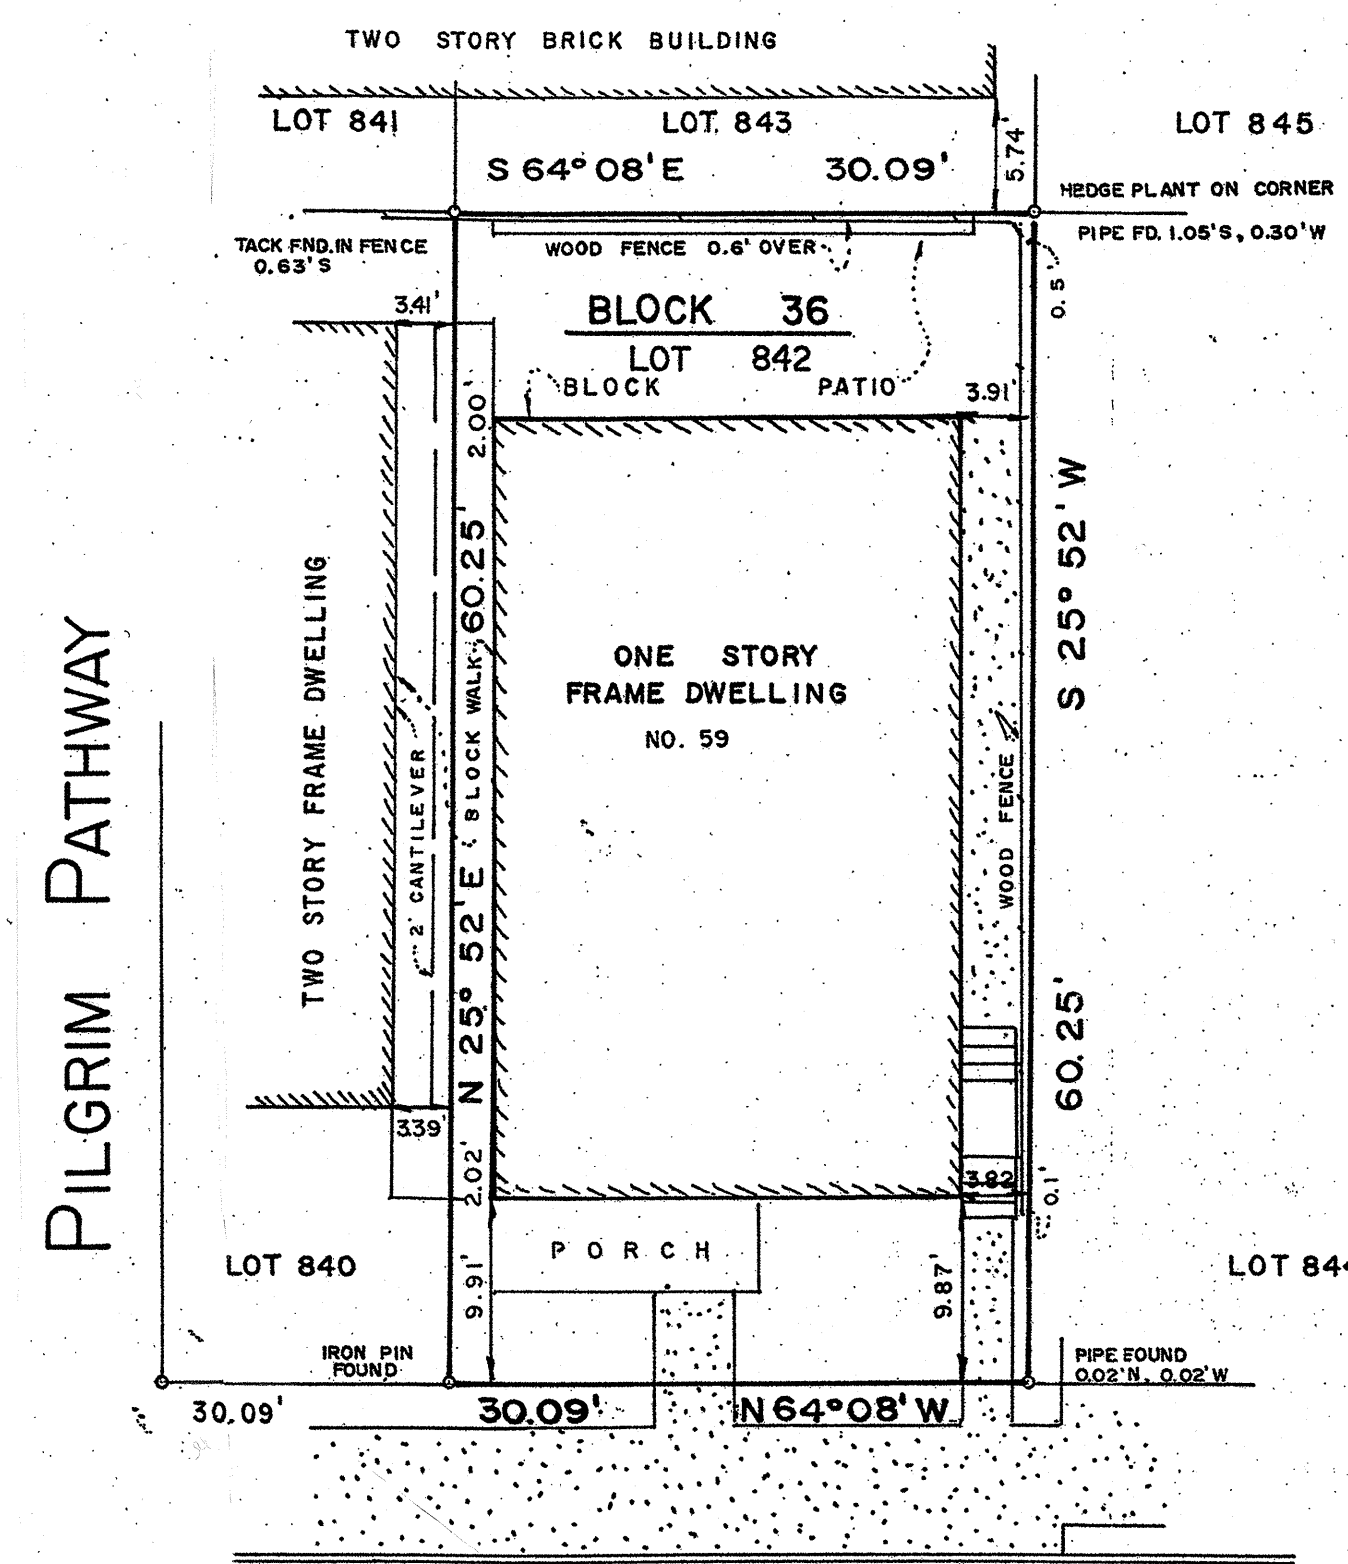 TWO STORY BRICK BUILDING
LOT 841
LOT 843
LOT 845
5.74'
S 64° 08' E 30.09'
HEDGE PLANT ON CORNER
PIPE FD. 1.05'S, 0.30'W
TACK FND. IN FENCE
0.63'S
WOOD FENCE 0.6' OVER
0.5'
3.41'
BLOCK 36
LOT 842
BLOCK
PATIO
3.91'
2.00'
60.25'
S 25° 52' W
60.25'
TWO STORY FRAME DWELLING
2' CANTILEVER
BLOCK WALK
N 25° 52' E
ONE STORY
FRAME DWELLING
NO. 59
WOOD FENCE
PILGRIM PATHWAY
3.39'
2.02'
3.82
0.1'
PORCH
9.91'
9.87'
LOT 840
IRON PIN
FOUND
PIPE FOUND
0.02'N, 0.02'W
30.09'
30.09'
N 64° 08' W